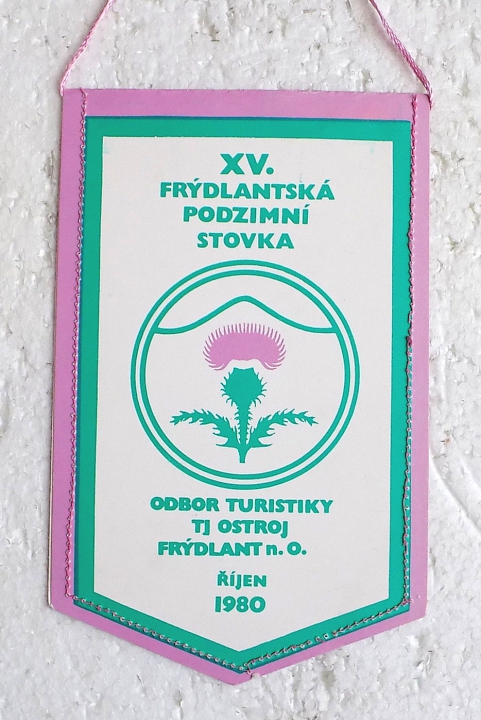 XV.
FRÝDLANTSKÁ
PODZIMNÍ
STOVKA
ODBOR TURISTIKY
TJ OSTROJ
FRÝDLANT n. O.
ŘÍJEN
1980